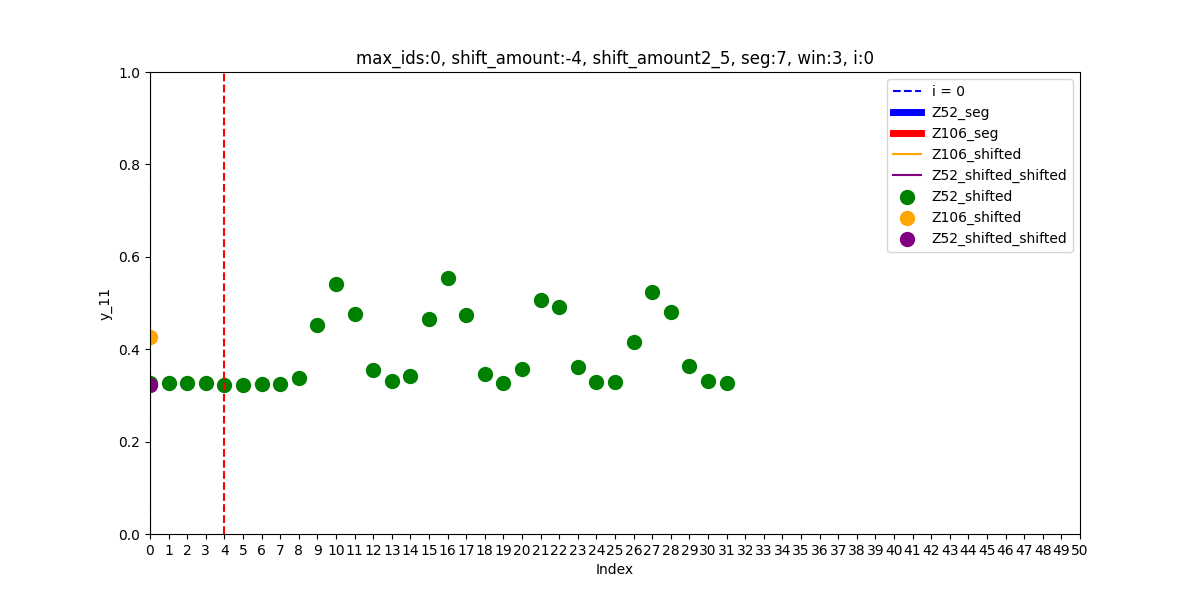 max_ids:0, shift_amount:-4, shift_amount2_5, seg:7, win:3, i:0
1.0
0.8
0.6
0.4
0.2
0.0
y_11
i = 0
Z52_seg
Z106_seg
Z106_shifted
Z52_shifted_shifted
Z52_shifted
Z106_shifted
Z52_shifted_shifted
0 1 2 3 4 5 6 7 8 9 10 11 12 13 14 15 16 17 18 19 20 21 22 23 24 25 26 27 28 29 30 31 32 33 34 35 36 37 38 39 40 41 42 43 44 45 46 47 48 49 50
Index